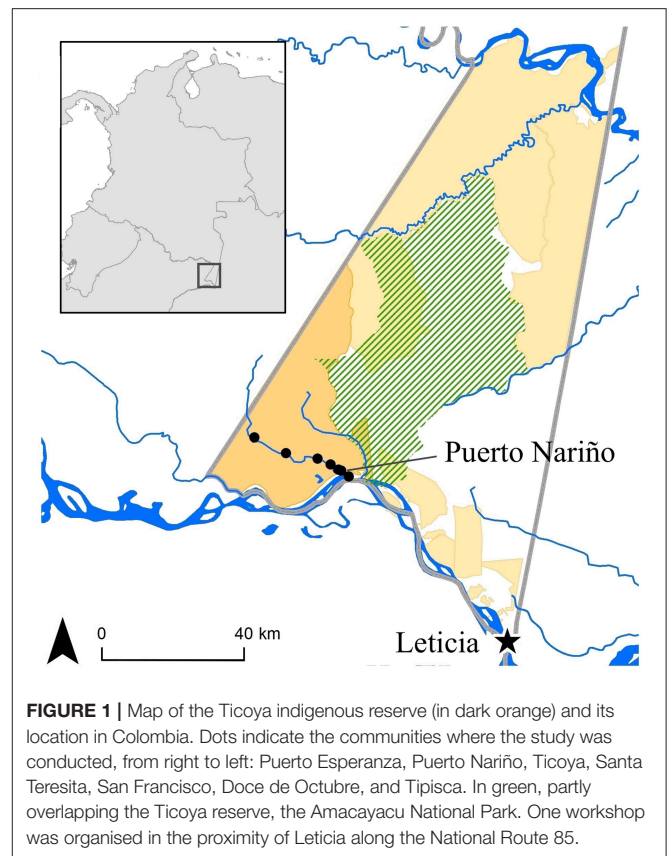 Puerto Nariño
Leticia
0
40 km
FIGURE 1 | Map of the Ticoya indigenous reserve (in dark orange) and its
location in Colombia. Dots indicate the communities where the study was
conducted, from right to left: Puerto Esperanza, Puerto Nariño, Ticoya, Santa
Teresita, San Francisco, Doce de Octubre, and Tipisca. In green, partly
overlapping the Ticoya reserve, the Amacayacu National Park. One workshop
was organised in the proximity of Leticia along the National Route 85.